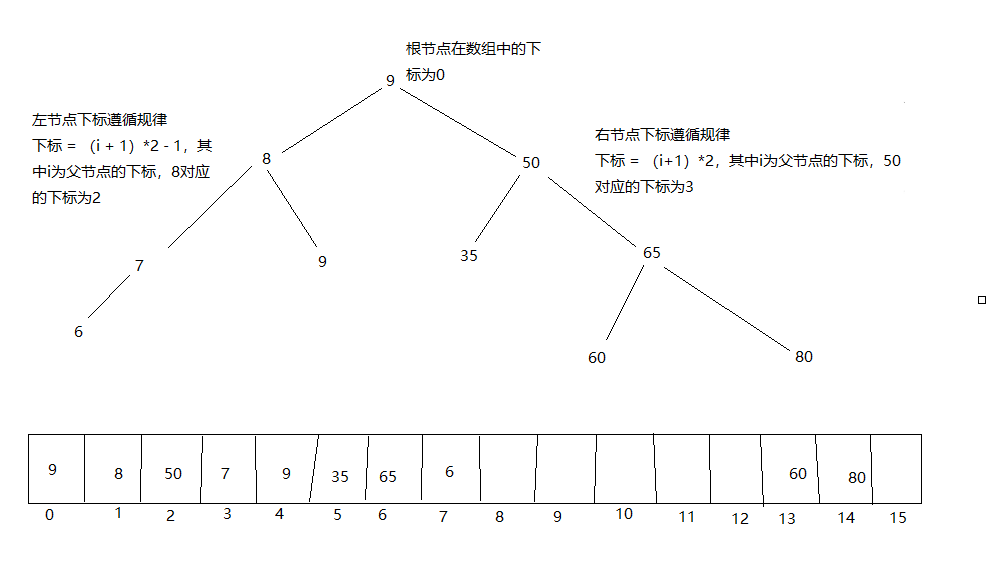 根节点在数组中的下
标为0
9
左节点下标遵循规律
下标 = （i + 1）*2 - 1，其
中i为父节点的下标，8对应
的下标为2
右节点下标遵循规律
下标 = （i+1）*2，其中i为父节点的下标，50
对应的下标为3
8
50
7
9
35
65
6
60
80
9 8 50 7 9 35 65 6 60 80
0 1 2 3 4 5 6 7 8 9 10 11 12 13 14 15